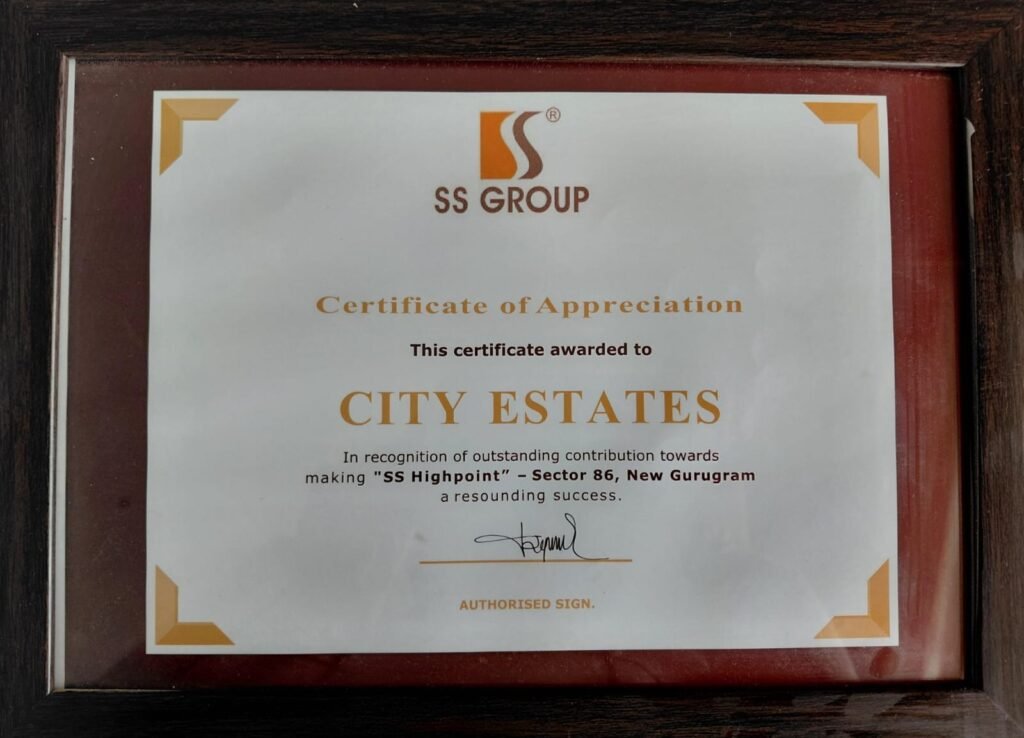 SS®
SS GROUP
Certificate of Appreciation
This certificate awarded to
CITY ESTATES
In recognition of outstanding contribution towards
making "SS Highpoint” – Sector 86, New Gurugram
a resounding success.
AUTHORISED SIGN.